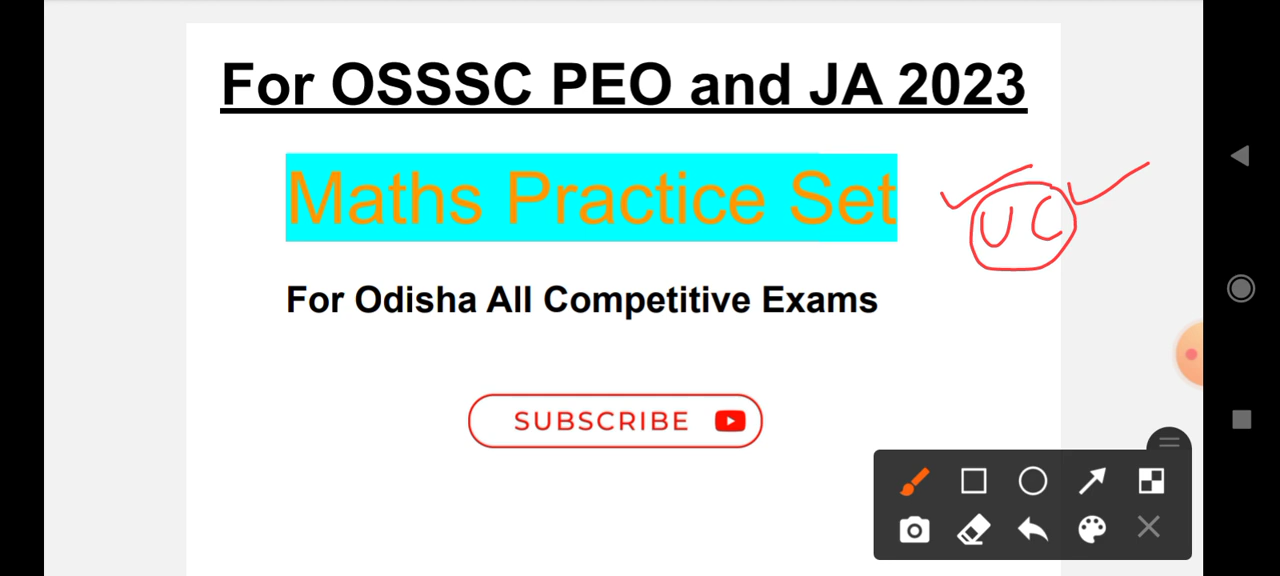 For OSSSC PEO and JA 2023
Maths Practice Set
UC
For Odisha All Competitive Exams
SUBSCRIBE